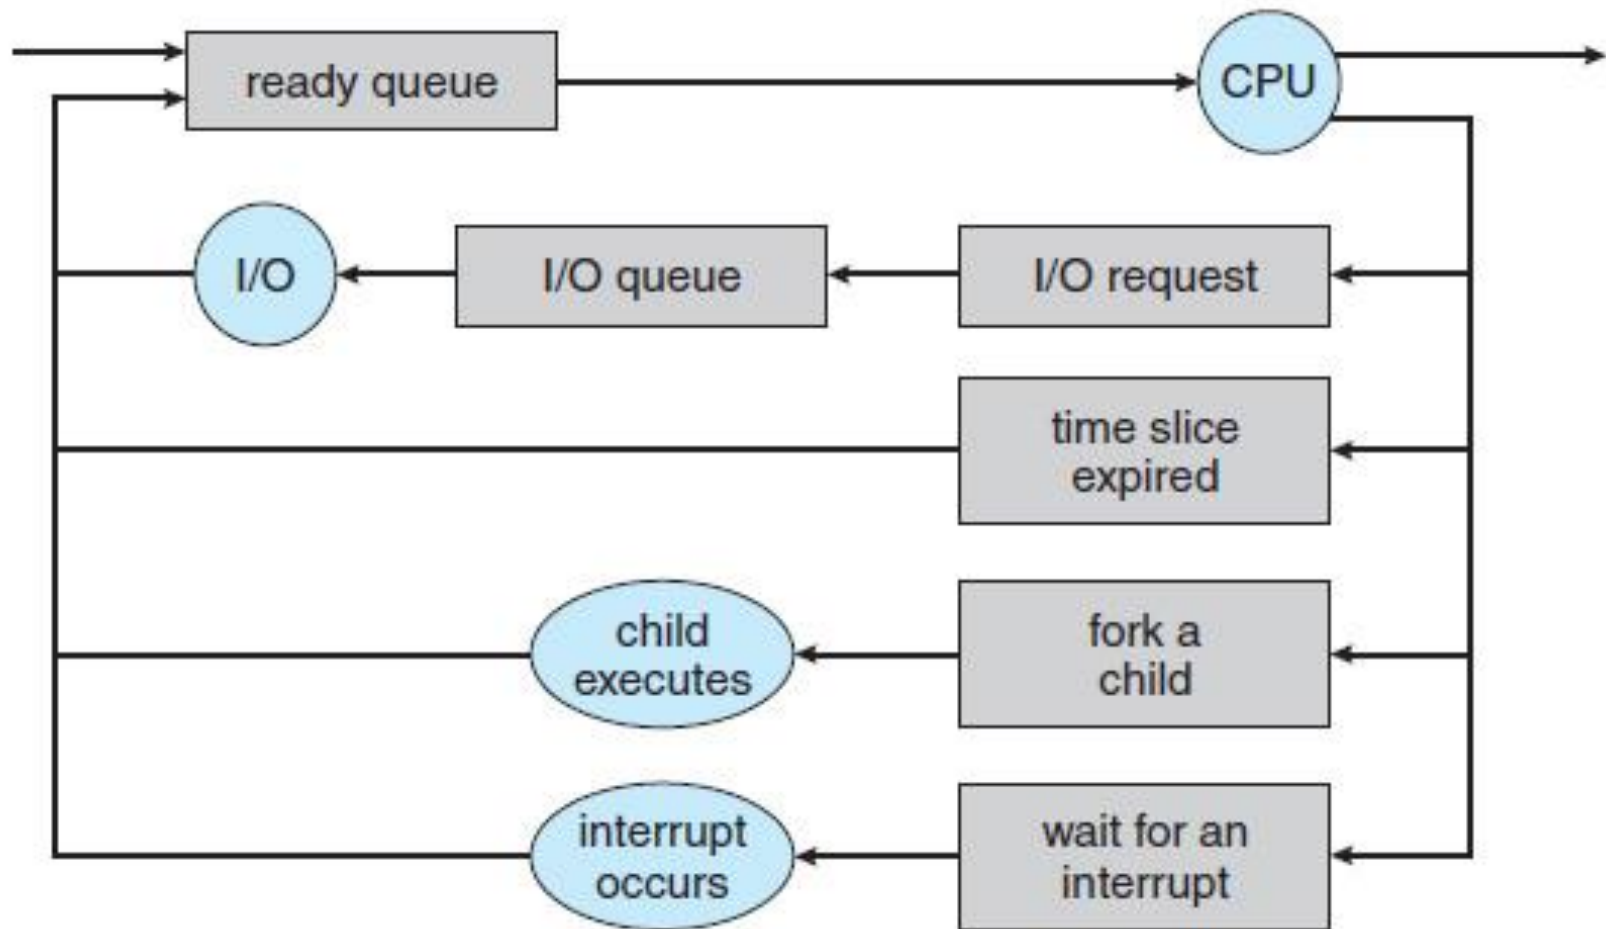 ready queue
CPU
I/O
I/O queue
I/O request
time slice
expired
child
executes
fork a
child
interrupt
occurs
wait for an
interrupt